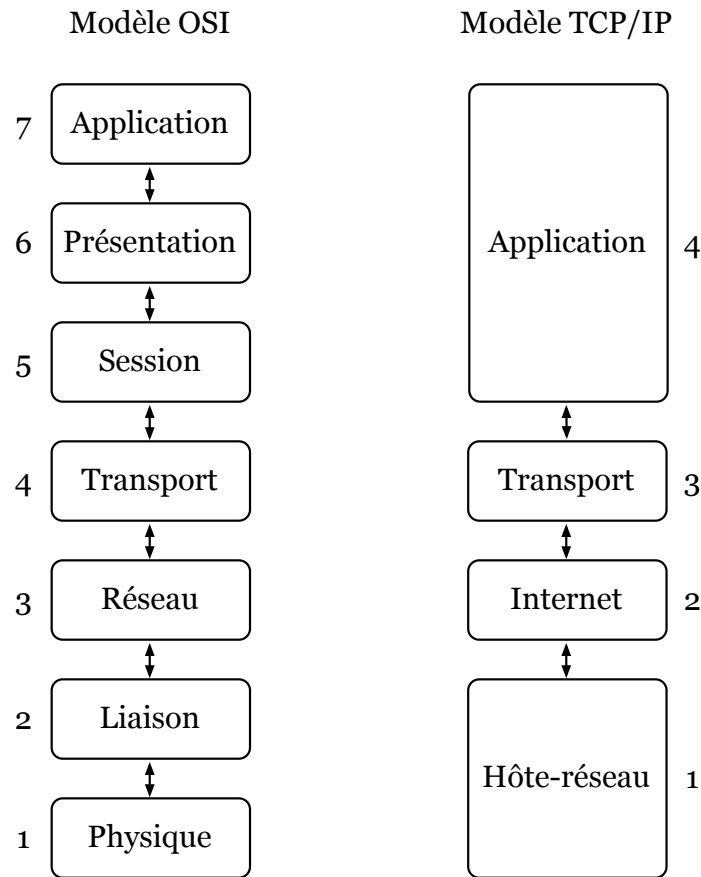 Modèle OSI
Modèle TCP/IP
7 Application
6 Présentation
5 Session
4 Transport
3 Réseau
2 Liaison
1 Physique
Application 4
Transport 3
Internet 2
Hôte-réseau 1